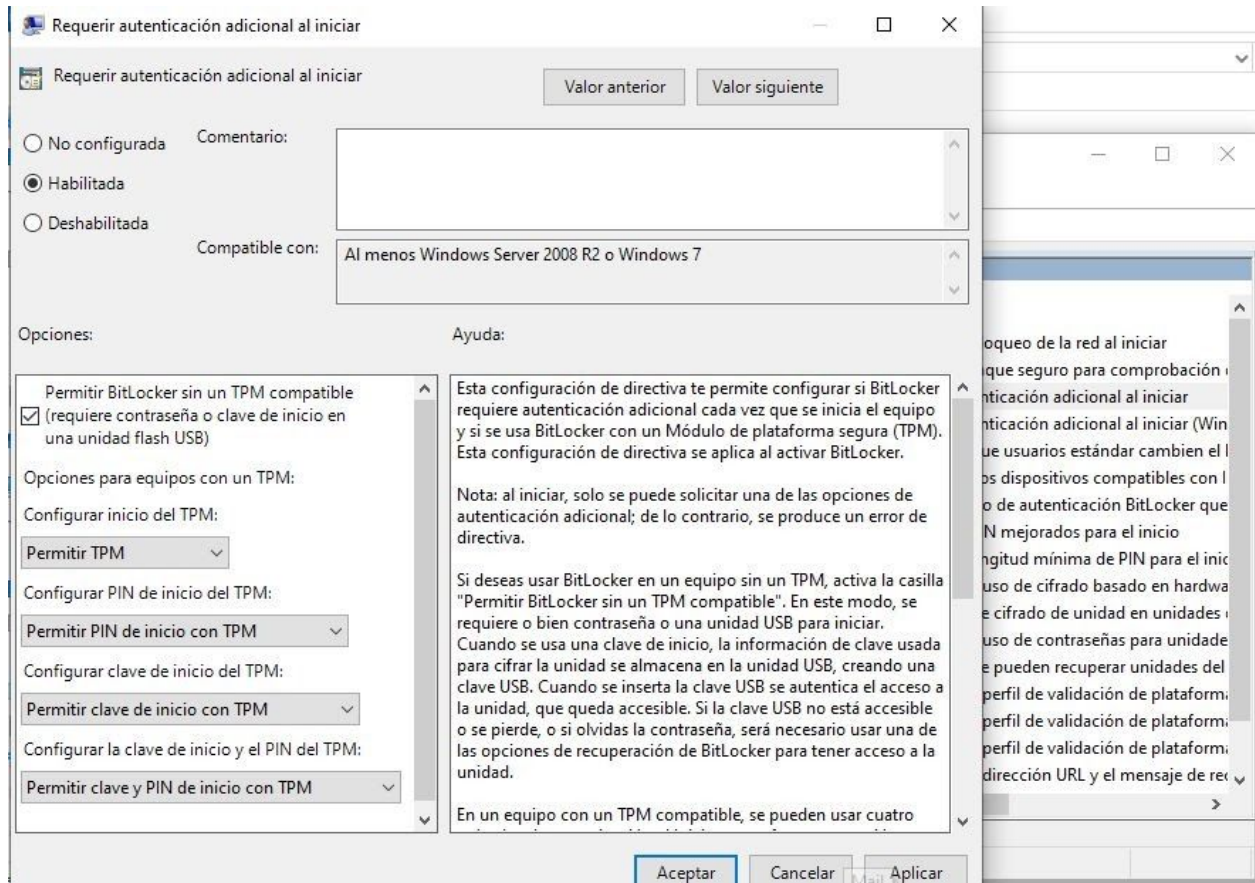 Requerir autenticación adicional al iniciar
Requerir autenticación adicional al iniciar
Valor anterior
Valor siguiente
No configurada
Comentario:
Habilitada
Deshabilitada
Compatible con:
Al menos Windows Server 2008 R2 o Windows 7
Opciones:
Ayuda:
Permitir BitLocker sin un TPM compatible
(requiere contraseña o clave de inicio en
una unidad flash USB)
Opciones para equipos con un TPM:
Configurar inicio del TPM:
Permitir TPM
Configurar PIN de inicio del TPM:
Permitir PIN de inicio con TPM
Configurar clave de inicio del TPM:
Permitir clave de inicio con TPM
Configurar la clave de inicio y el PIN del TPM:
Permitir clave y PIN de inicio con TPM
Esta configuración de directiva te permite configurar si BitLocker
requiere autenticación adicional cada vez que se inicia el equipo
y si se usa BitLocker con un Módulo de plataforma segura (TPM).
Esta configuración de directiva se aplica al activar BitLocker.
Nota: al iniciar, solo se puede solicitar una de las opciones de
autenticación adicional; de lo contrario, se produce un error de
directiva.
Si deseas usar BitLocker en un equipo sin un TPM, activa la casilla
"Permitir BitLocker sin un TPM compatible". En este modo, se
requiere o bien contraseña o una unidad USB para iniciar.
Cuando se usa una clave de inicio, la información de clave usada
para cifrar la unidad se almacena en la unidad USB, creando una
clave USB. Cuando se inserta la clave USB se autentica el acceso a
la unidad, que queda accesible. Si la clave USB no está accesible
o se pierde, o si olvidas la contraseña, será necesario usar una de
las opciones de recuperación de BitLocker para tener acceso a la
unidad.
En un equipo con un TPM compatible, se pueden usar cuatro
Aceptar
Cancelar
Mail
Aplicar
oqueo de la red al iniciar
que seguro para comprobación
nticación adicional al iniciar
nticación adicional al iniciar (Win
ue usuarios estándar cambien el
os dispositivos compatibles con
o de autenticación BitLocker que
N mejorados para el inicio
ngitud mínima de PIN para el inic
uso de cifrado basado en hardwa
e cifrado de unidad en unidades
uso de contraseñas para unidade
e pueden recuperar unidades del
perfil de validación de plataforma
perfil de validación de plataforma
perfil de validación de plataforma
dirección URL y el mensaje de rec